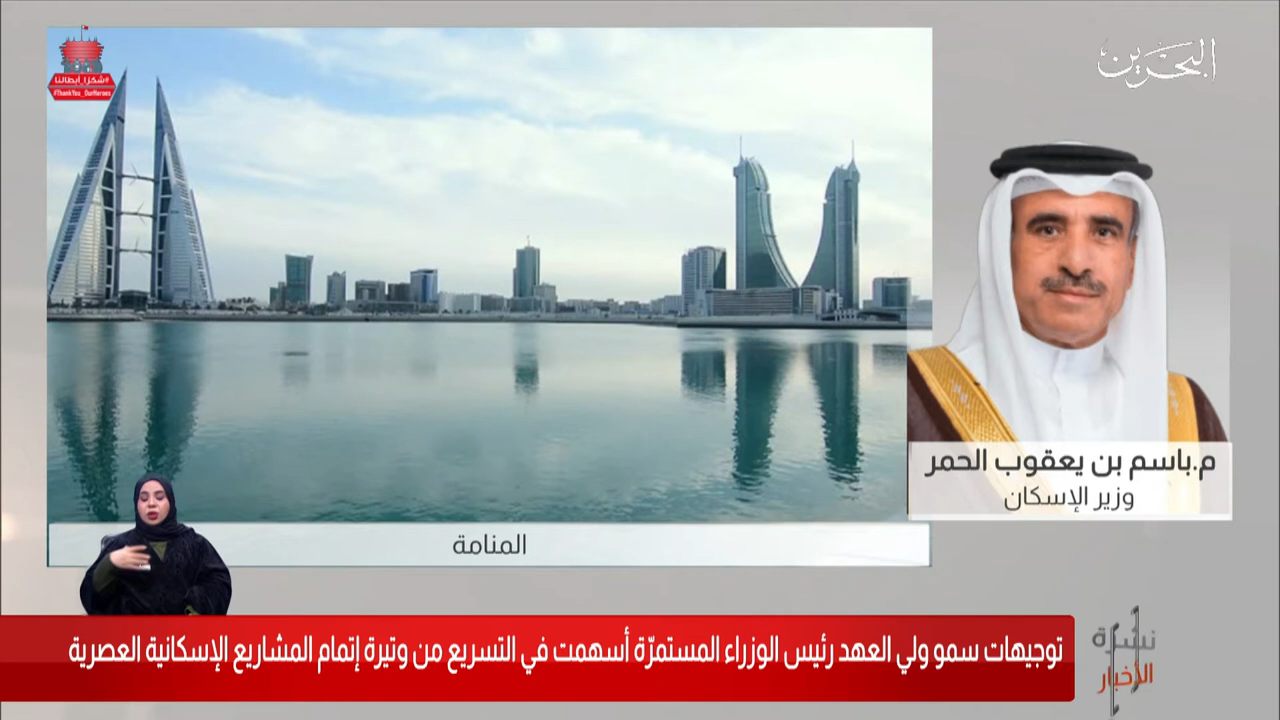 #شكرا_أبطالنا
#ThankYou_OurHeroes
البحرين
م.باسم بن يعقوب الحمر
وزير الإسكان
المنامة
توجيهات سمو ولي العهد رئيس الوزراء المستمرّة أسهمت في التسريع من وتيرة إتمام المشاريع الإسكانية العصرية
نشرة
الأخبار